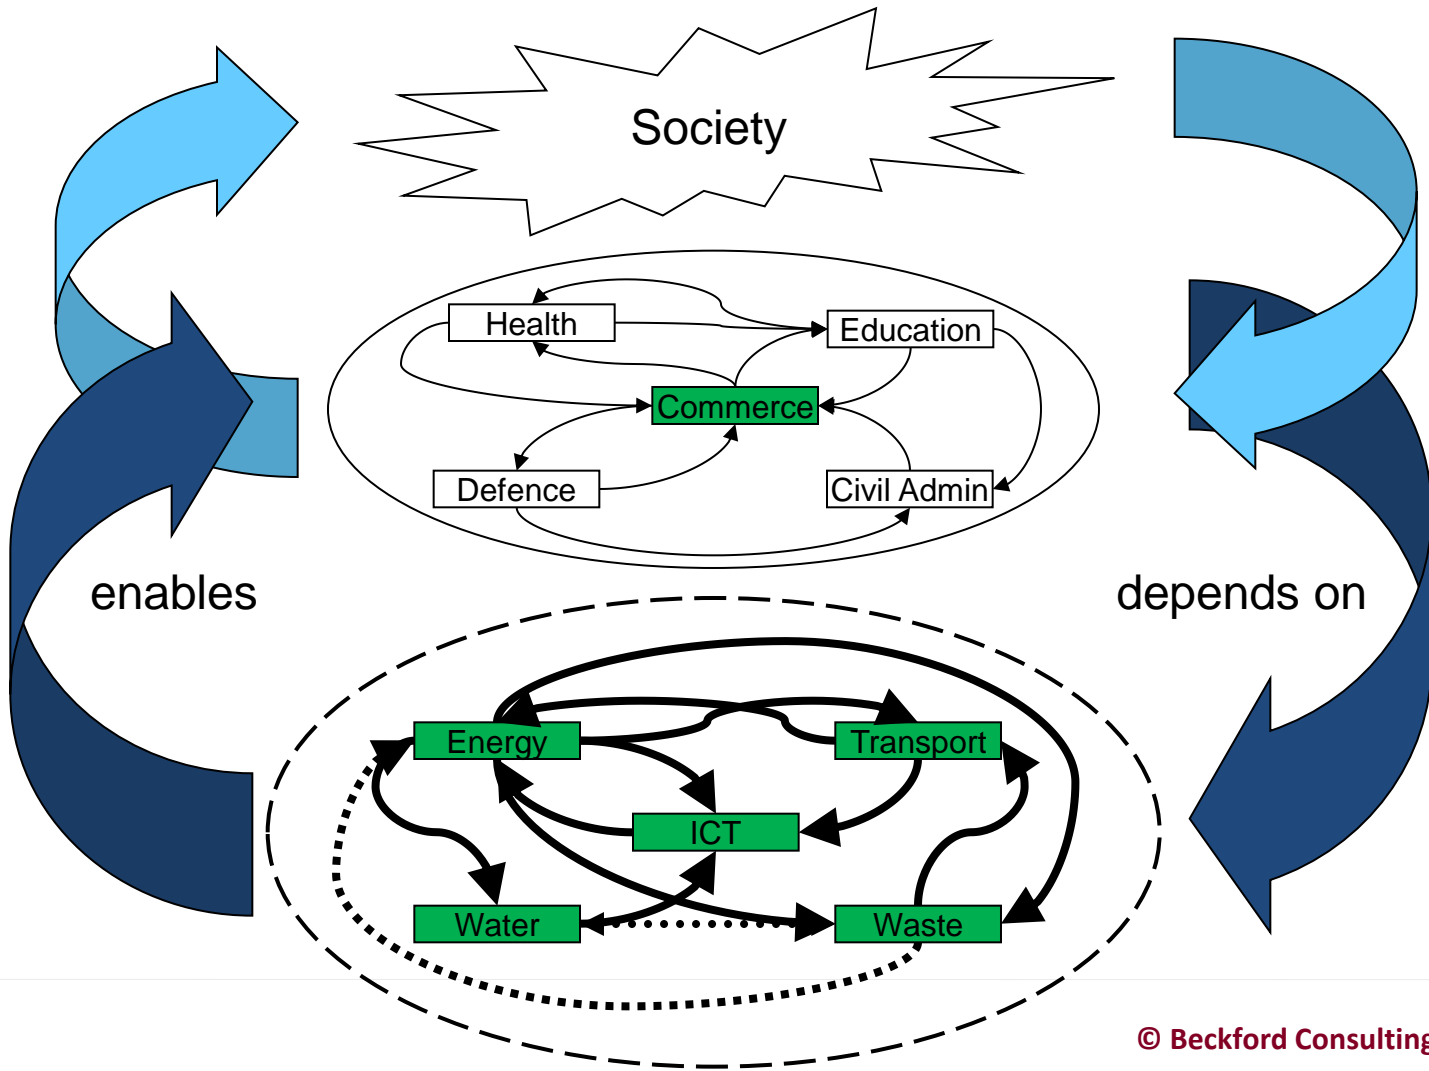 Society
Health
Education
Commerce
Defence
Civil Admin
enables
depends on
Energy
Transport
ICT
Water
Waste
© Beckford Consulting